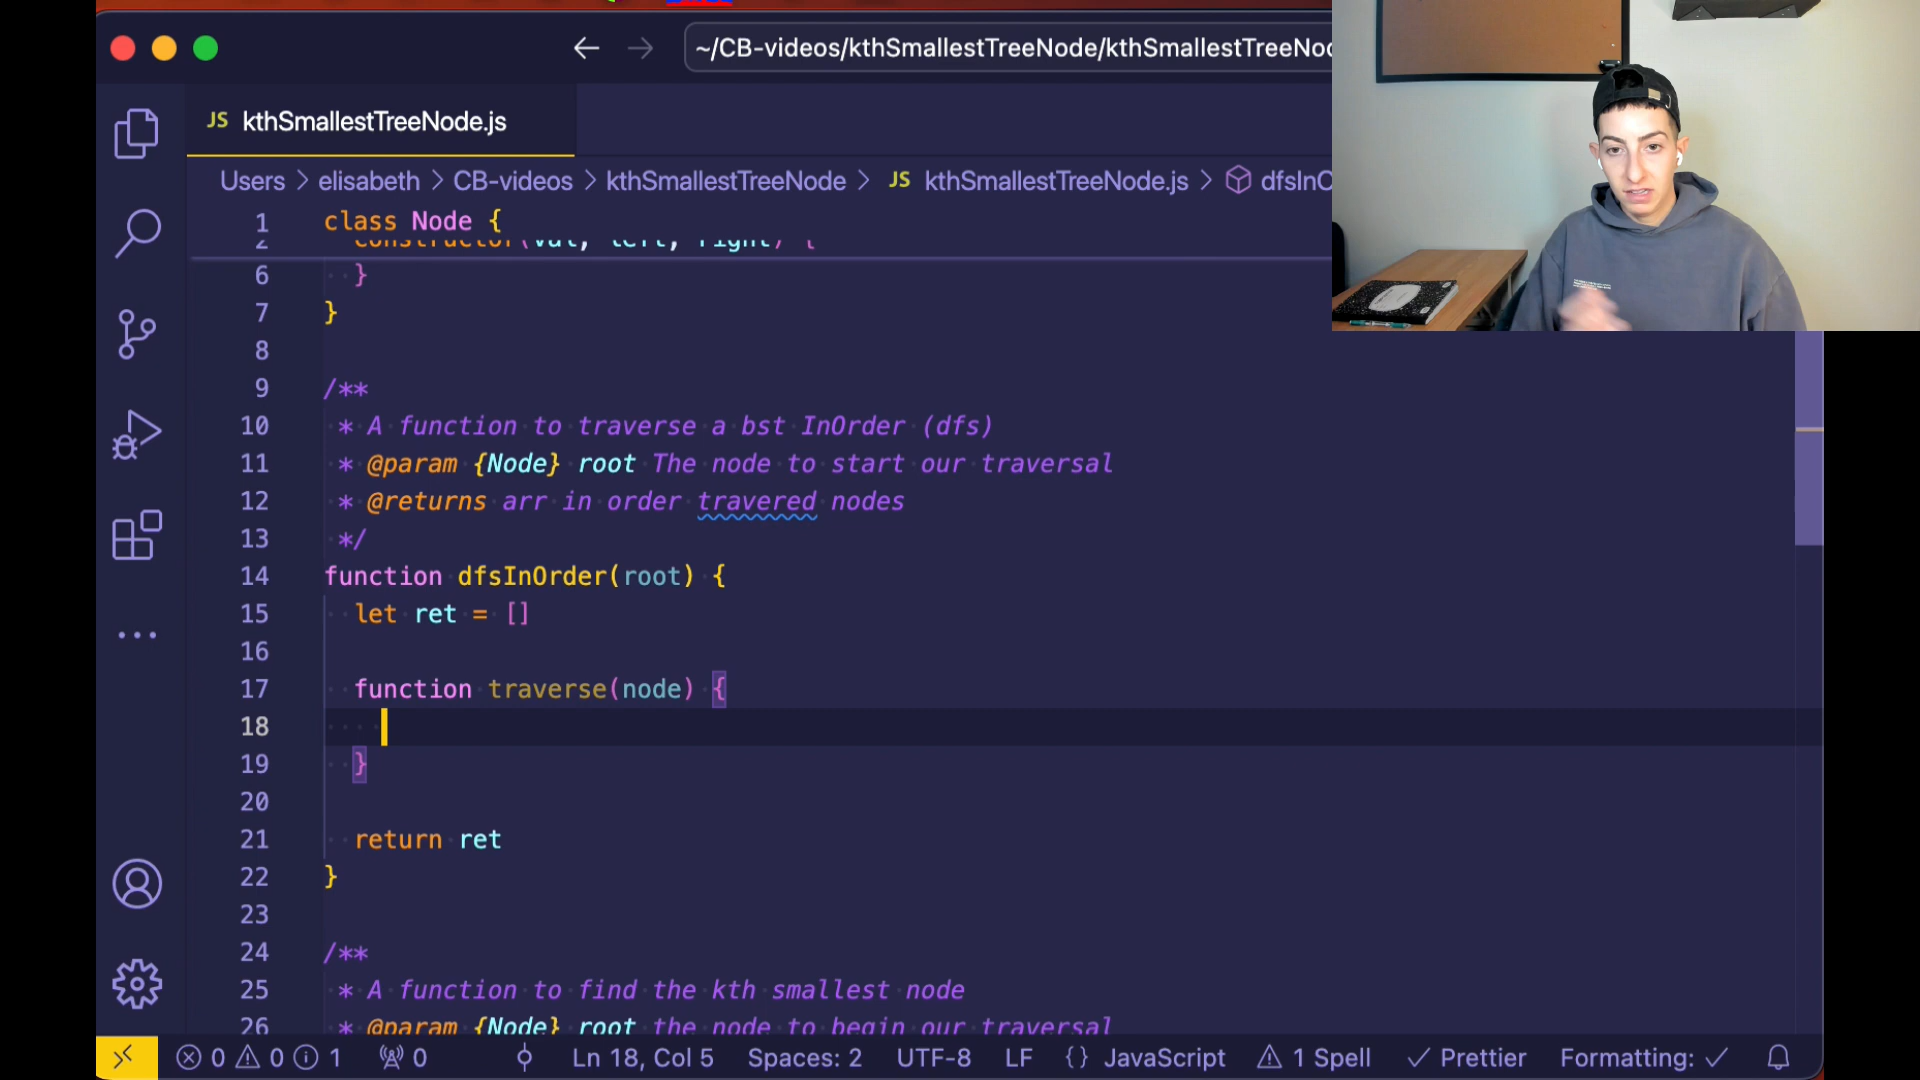 ~/CB-videos/kthSmallestTreeNode/kthSmallestTreeNo
JS kthSmallestTreeNode.js
Users > elisabeth > CB-videos > kthSmallestTreeNode > JS kthSmallestTreeNode.js > dfsInO
1 class Node {
2 constructor(val, left, right) {
6 }
7 }
8
9 /**
10 * A function to traverse a bst InOrder (dfs)
11 * @param {Node} root The node to start our traversal
12 * @returns arr in order travered nodes
13 */
14 function dfsInOrder(root) {
15 let ret = []
16
17 function traverse(node) {
18
19 }
20
21 return ret
22 }
23
24 /**
25 * A function to find the kth smallest node
26 * @param {Node} root the node to begin our traversal
0 0 1 0 Ln 18, Col 5 Spaces: 2 UTF-8 LF {} JavaScript 1 Spell ✓ Prettier Formatting: ✓